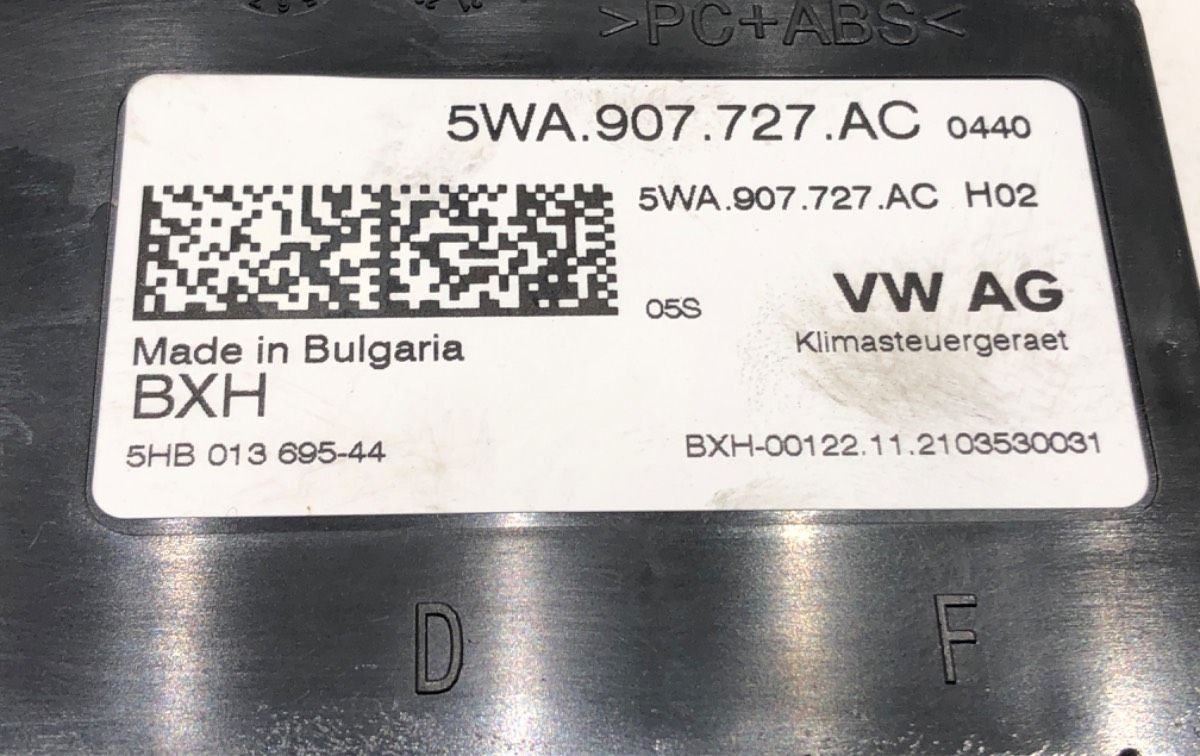 >PC+ABS<
5WA.907.727.AC 0440
5WA.907.727.AC H02
05S
VW AG
Klimasteuergeraet
Made in Bulgaria
BXH
5HB 013 695-44
BXH-00122.11.2103530031
D F